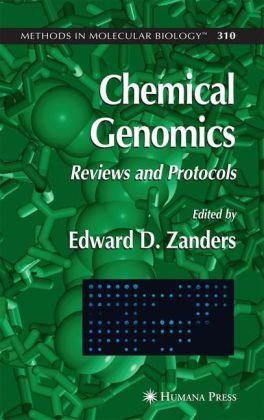 METHODS IN MOLECULAR BIOLOGY™ 310
Chemical
Genomics
Reviews and Protocols
Edited by
Edward D. Zanders
HUMANA PRESS